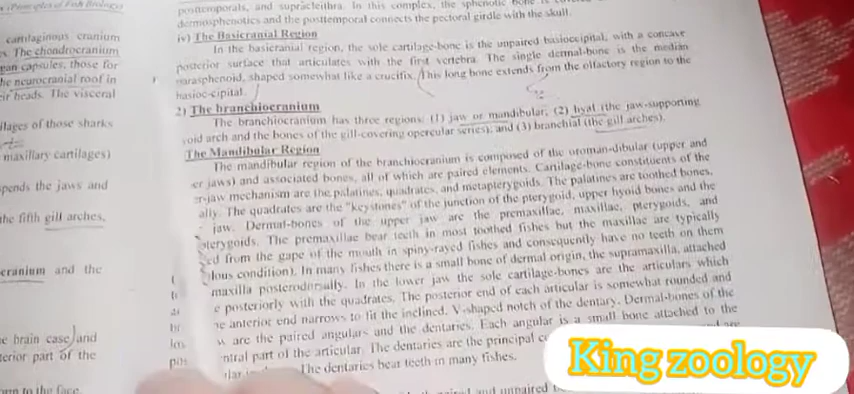 Principles of Fish Biology
cartilaginous cranium
The chondrocranium
capsules, those for
neurocranial roof in
heads. The visceral
of those sharks
maxillary cartilages)
the jaws and
the fifth gill arches,
cranium and the
brain case) and
part of the
to the face.
posttemporals, and supracleithra. In this complex, the sphenotic bone is
dermosphenotics and the posttemporal connects the pectoral girdle with the skull.
iv) The Basicranial Region
In the basicranial region, the sole cartilage-bone is the unpaired basioccipital, with a concave
posterior surface that articulates with the first vertebra. The single dermal-bone is the median
parasphenoid, shaped somewhat like a crucifix. This long bone extends from the olfactory region to the
basioc-cipital.
2) The branchiocranium
The branchiocranium has three regions: (1) jaw or mandibular; (2) hyal (the jaw-supporting
arch and the bones of the gill-covering opercular series); and (3) branchial (the gill arches).
The Mandibular Region
The mandibular region of the branchiocranium is composed of the oroman-dibular (upper and
jaws) and associated bones, all of which are paired elements. Cartilage-bone constituents of the
jaw mechanism are the palatines, quadrates, and metapterygoids. The palatines are toothed bones,
The quadrates are the "keystones" of the junction of the pterygoid, upper hyoid bones and the
jaw. Dermal-bones of the upper jaw are the premaxillae, maxillae, pterygoids, and
The premaxillae bear teeth in most toothed fishes but the maxillae are typically
from the gape of the mouth in spiny-rayed fishes and consequently have no teeth on them
condition). In many fishes there is a small bone of dermal origin, the supramaxilla, attached
maxilla posterodorsally. In the lower jaw the sole cartilage-bones are the articulars which
posteriorly with the quadrates. The posterior end of each articular is somewhat rounded and
anterior end narrows to fit the inclined. V-shaped notch of the dentary. Dermal-bones of the
are the paired angulars and the dentaries. Each angular is a small bone attached to the
part of the articular. The dentaries are the principal
The dentaries bear teeth in many fishes.
and unpaired
King zoology